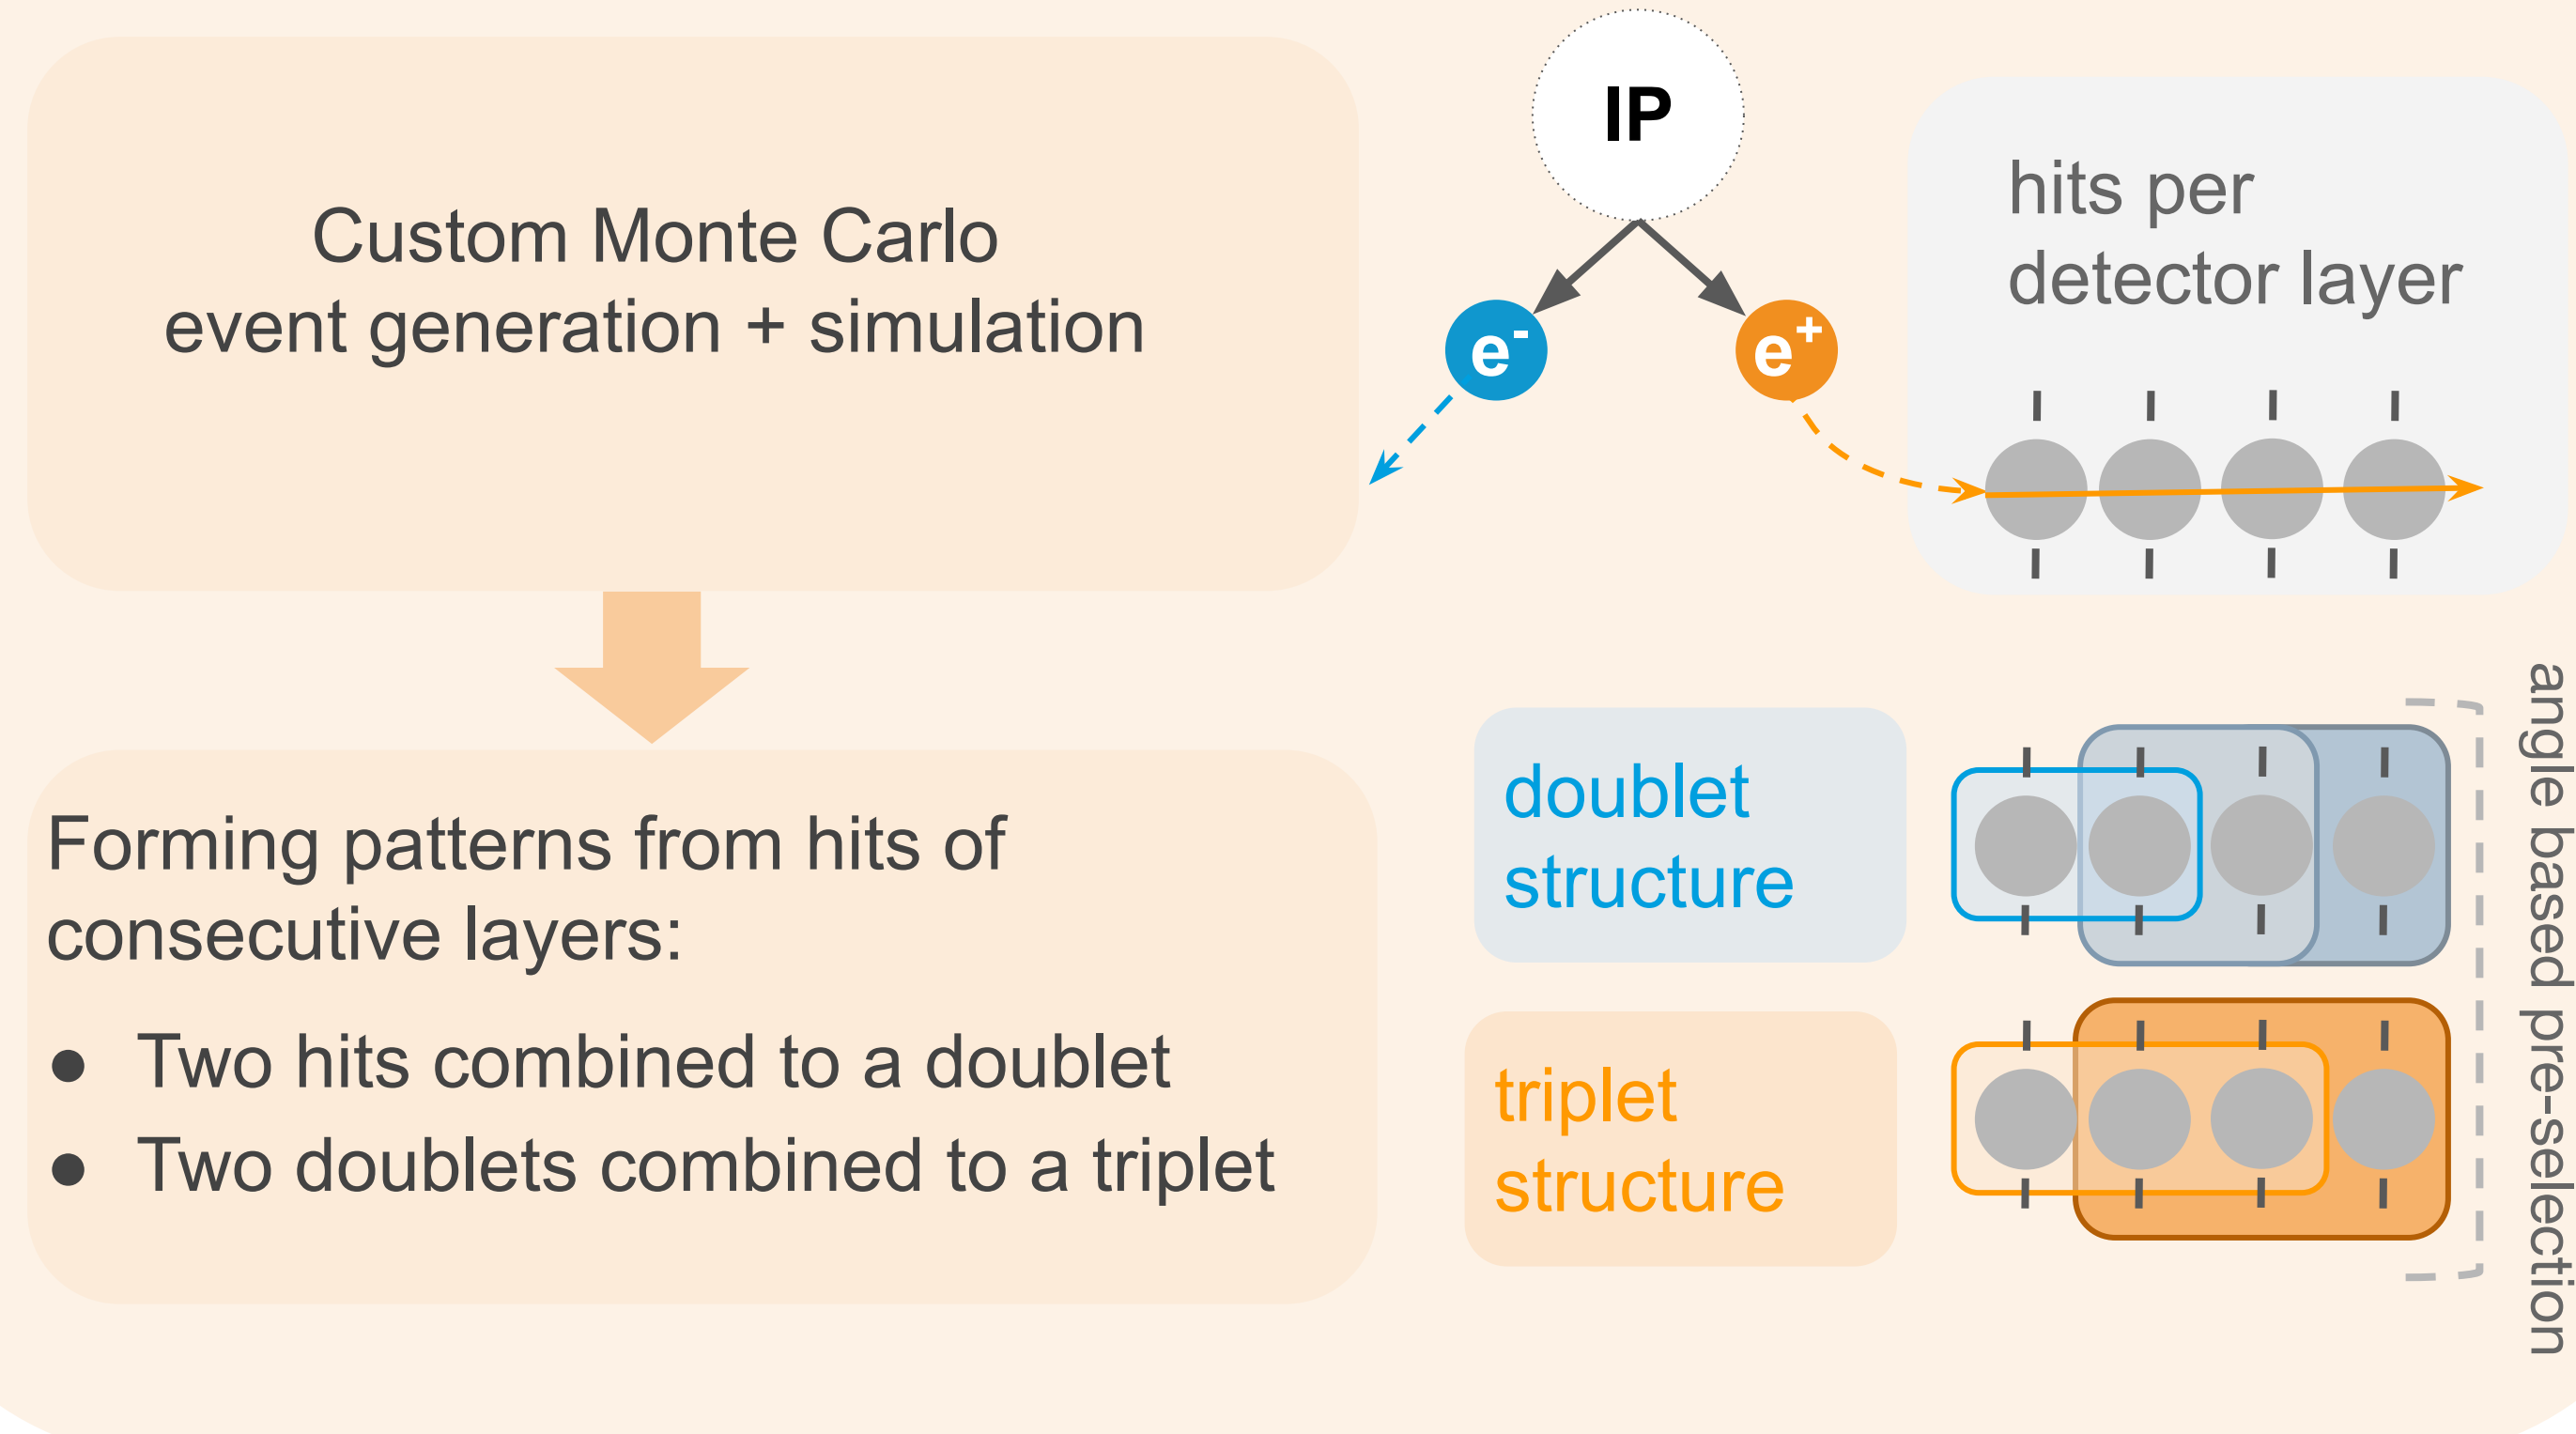 Custom Monte Carlo
event generation + simulation
IP
e-
e+
hits per
detector layer
Forming patterns from hits of
consecutive layers:
● Two hits combined to a doublet
● Two doublets combined to a triplet
doublet
structure
triplet
structure
angle based pre-selection